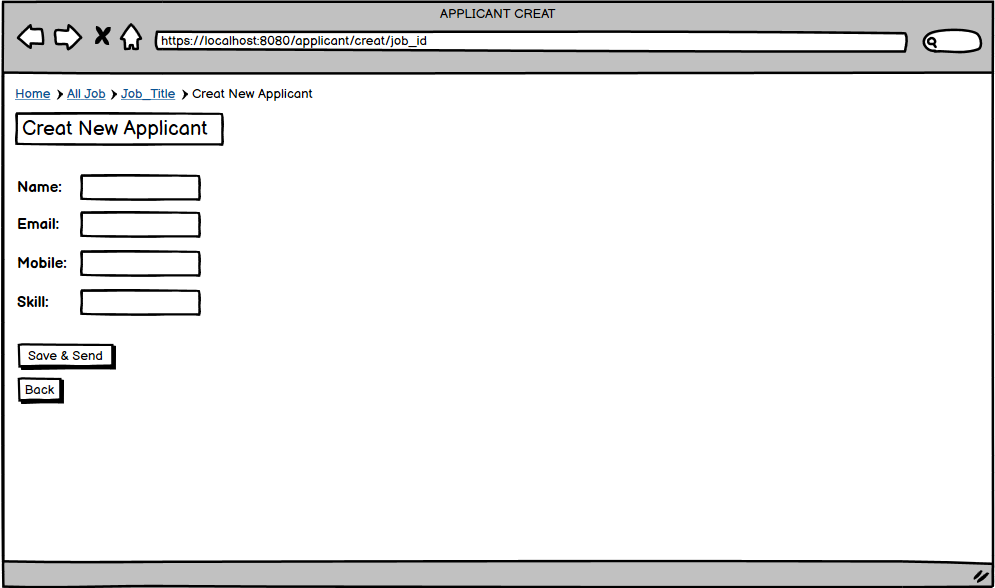 APPLICANT CREAT
https://localhost:8080/applicant/creat/job_id
Home All Job Job_Title Creat New Applicant
Creat New Applicant
Name:
Email:
Mobile:
Skill:
Save & Send
Back